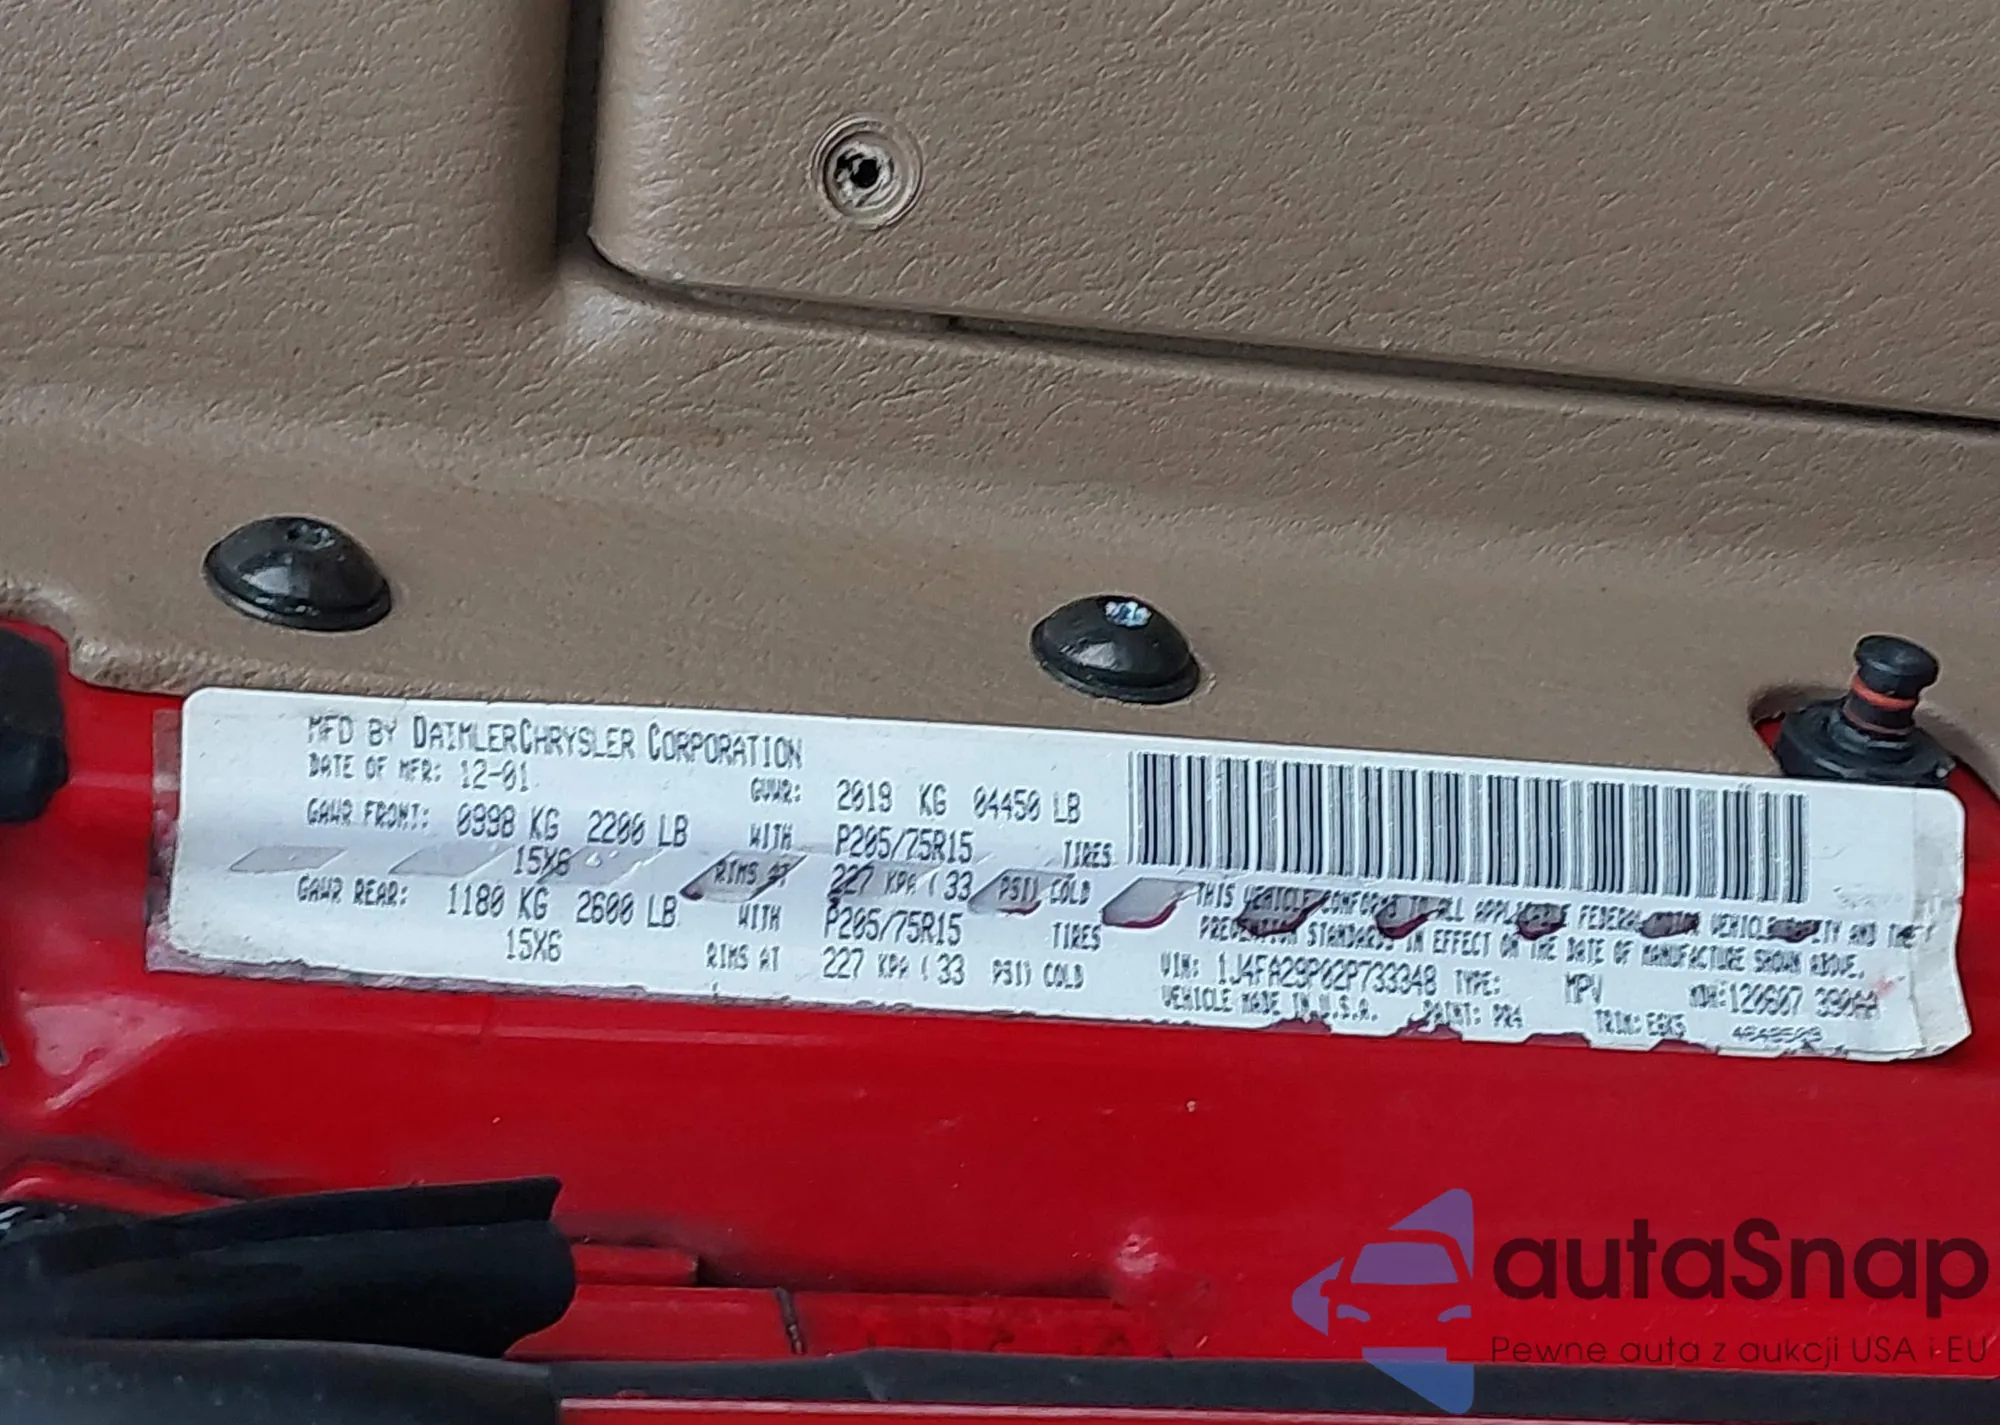 MFD BY DAIMLERCHRYSLER CORPORATION
DATE OF MFR: 12-01 GVWR: 2019 KG 04450 LB
GAWR FRONT: 0998 KG 2200 LB WITH P205/75R15 TIRES
15X6 RIMS AT 227 KPA ( 33 PSI) COLD
GAWR REAR: 1180 KG 2600 LB WITH P205/75R15 TIRES
15X6 RIMS AT 227 KPA ( 33 PSI) COLD
THIS VEHICLE CONFORMS TO ALL APPLICABLE FEDERAL MOTOR VEHICLE SAFETY AND THEFT
PREVENTION STANDARDS IN EFFECT ON THE DATE OF MANUFACTURE SHOWN ABOVE.
VIN: 1J4FA29P02P733348 TYPE: MPV MDH:120607 390AA
VEHICLE MADE IN U.S.A. PAINT: PR4 TRIM: E6K5
autaSnap
Pewne auta z aukcji USA i EU